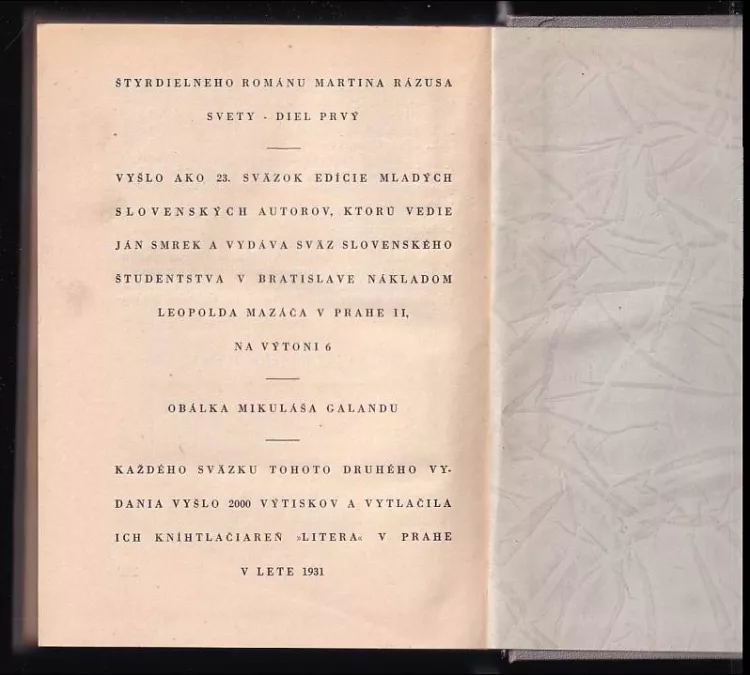 ŠTYRDIELNEHO ROMÁNU MARTINA RÁZUSA
SVETY · DIEL PRVÝ
VYŠLO AKO 23. SVÄZOK EDÍCIE MLADÝCH
SLOVENSKÝCH AUTOROV, KTORÚ VEDIE
JÁN SMREK A VYDÁVA SVÄZ SLOVENSKÉHO
ŠTUDENTSTVA V BRATISLAVE NÁKLADOM
LEOPOLDA MAZÁČA V PRAHE II,
NA VÝTONI 6
OBÁLKA MIKULÁŠA GALANDU
KAŽDÉHO SVÄZKU TOHOTO DRUHÉHO VY-
DANIA VYŠLO 2000 VÝTISKOV A VYTLAČILA
ICH KNÍHTLAČIAREŇ »LITERA« V PRAHE
V LETE 1931